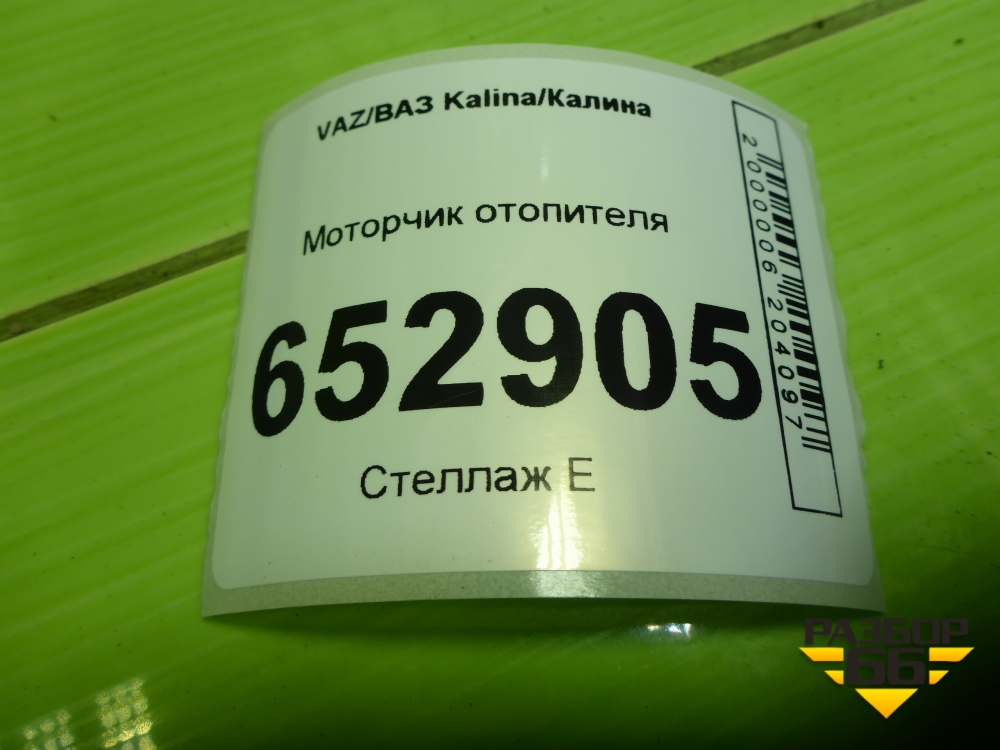 VAZ/ВАЗ Kalina/Калина
Моторчик отопителя
652905
Стеллаж Е
2000006204097
РАЗБОР
66